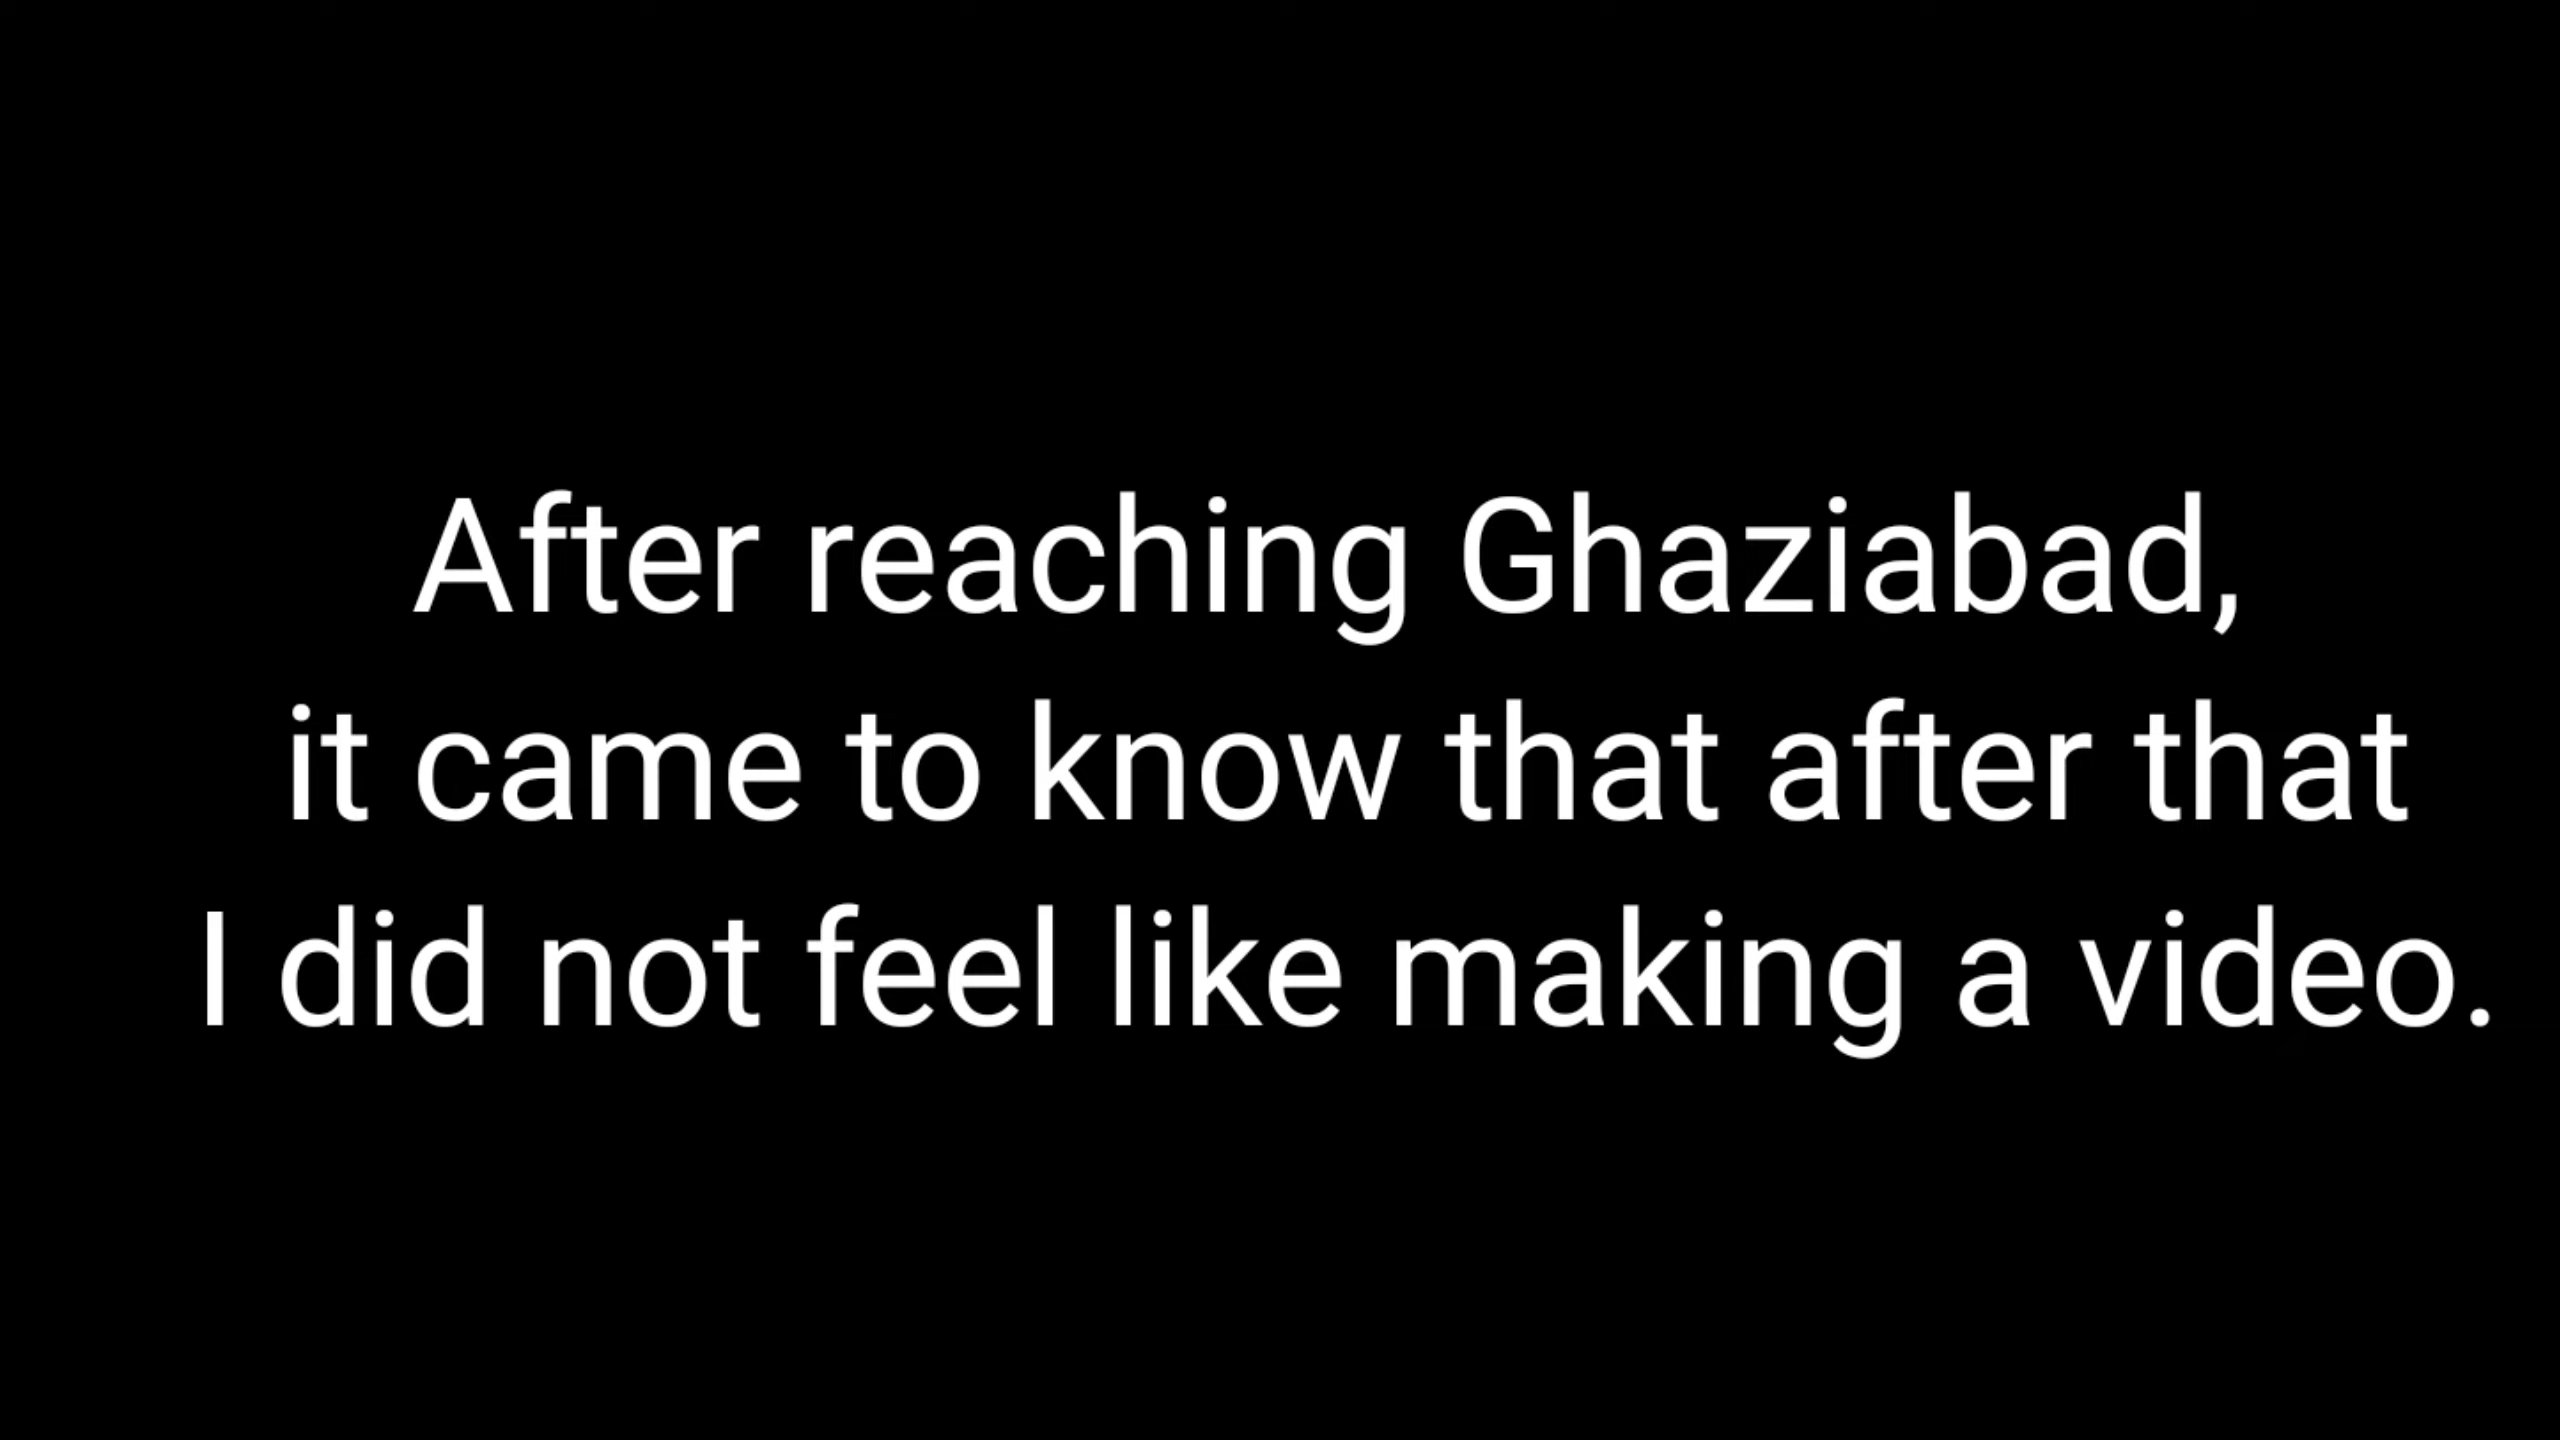 After reaching Ghaziabad,
it came to know that after that
I did not feel like making a video.